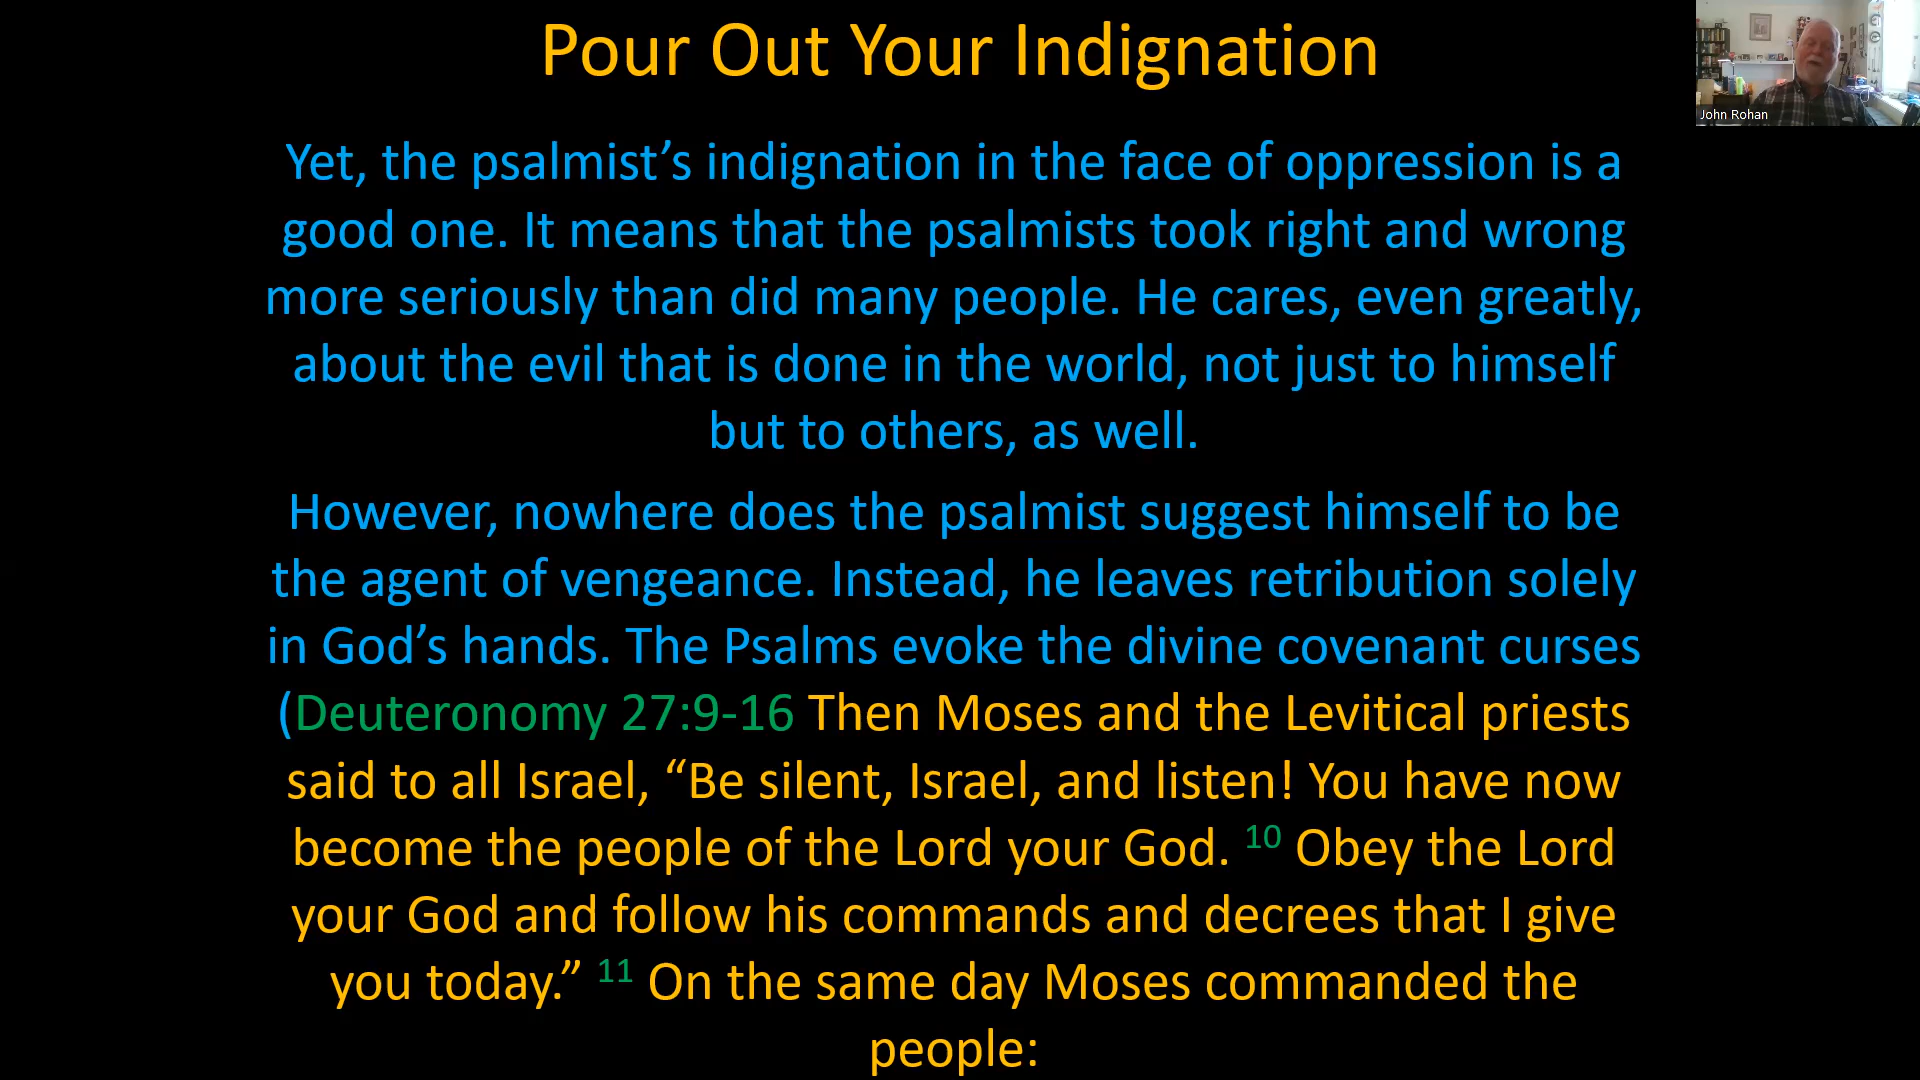 Pour Out Your Indignation
John Rohan
Yet, the psalmist’s indignation in the face of oppression is a
good one. It means that the psalmists took right and wrong
more seriously than did many people. He cares, even greatly,
about the evil that is done in the world, not just to himself
but to others, as well.
However, nowhere does the psalmist suggest himself to be
the agent of vengeance. Instead, he leaves retribution solely
in God’s hands. The Psalms evoke the divine covenant curses
(Deuteronomy 27:9-16 Then Moses and the Levitical priests
said to all Israel, “Be silent, Israel, and listen! You have now
become the people of the Lord your God. 10 Obey the Lord
your God and follow his commands and decrees that I give
you today.” 11 On the same day Moses commanded the
people: